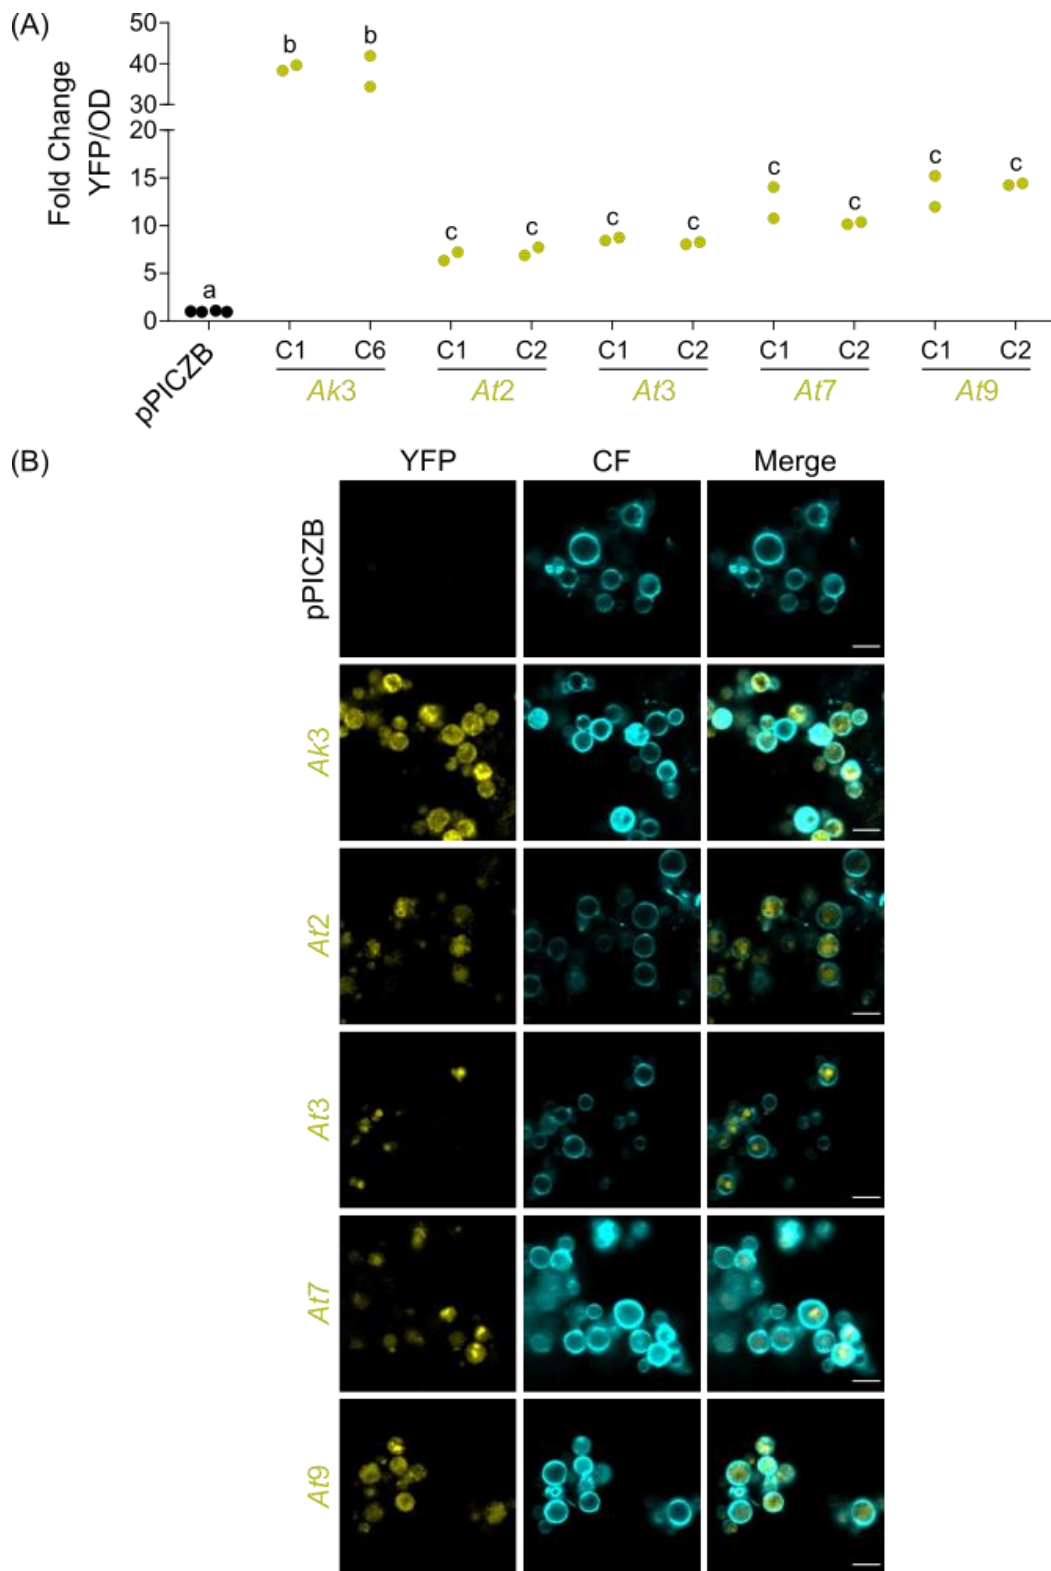 (A)
Fold Change
YFP/OD
50
40
30
20
15
10
5
0
b b
c c c c c c c c
a
pPICZB
C1 C6 C1 C2 C1 C2 C1 C2 C1 C2
Ak3 At2 At3 At7 At9
(B)
YFP CF Merge
pPICZB
Ak3
At2
At3
At7
At9